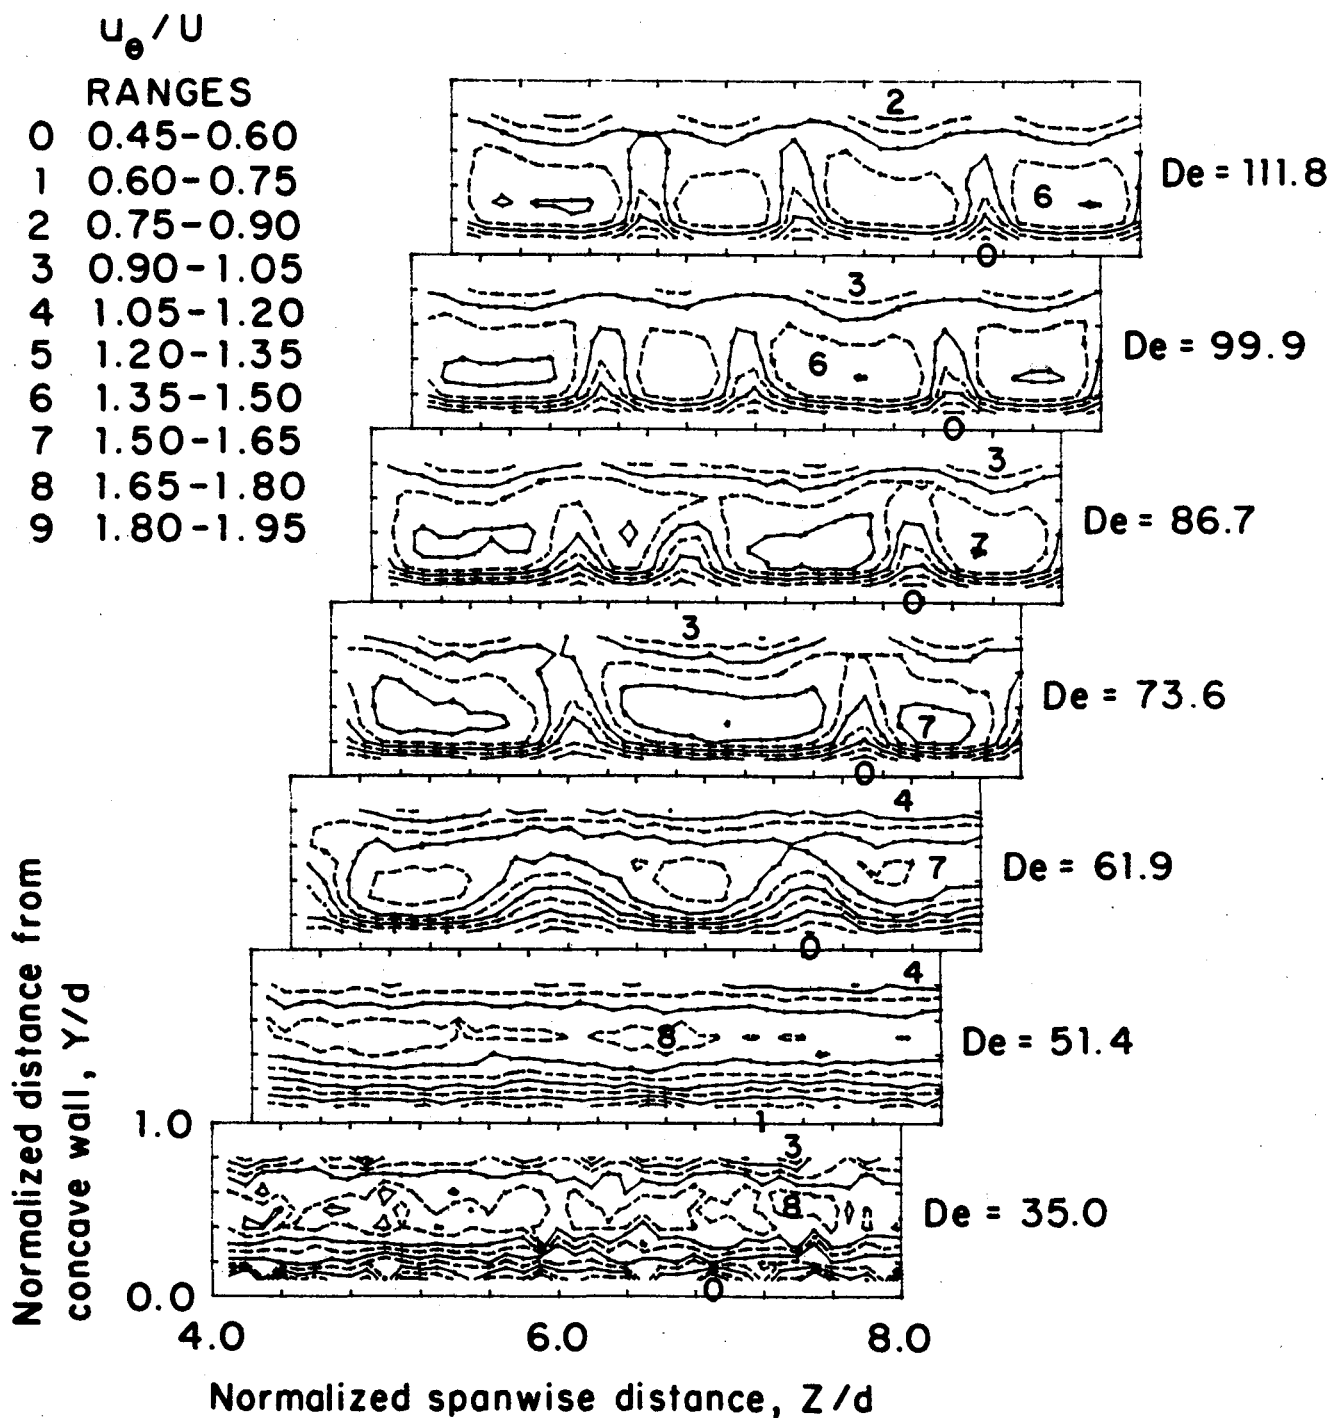 u_θ / U
RANGES
0 0.45-0.60
1 0.60-0.75
2 0.75-0.90
3 0.90-1.05
4 1.05-1.20
5 1.20-1.35
6 1.35-1.50
7 1.50-1.65
8 1.65-1.80
9 1.80-1.95
2
6
0
De = 111.8
3
6
0
De = 99.9
3
7
0
De = 86.7
3
7
0
De = 73.6
4
7
0
De = 61.9
4
8
1
De = 51.4
3
8
0
De = 35.0
Normalized distance from
concave wall, Y/d
1.0
0.0
4.0 6.0 8.0
Normalized spanwise distance, Z/d